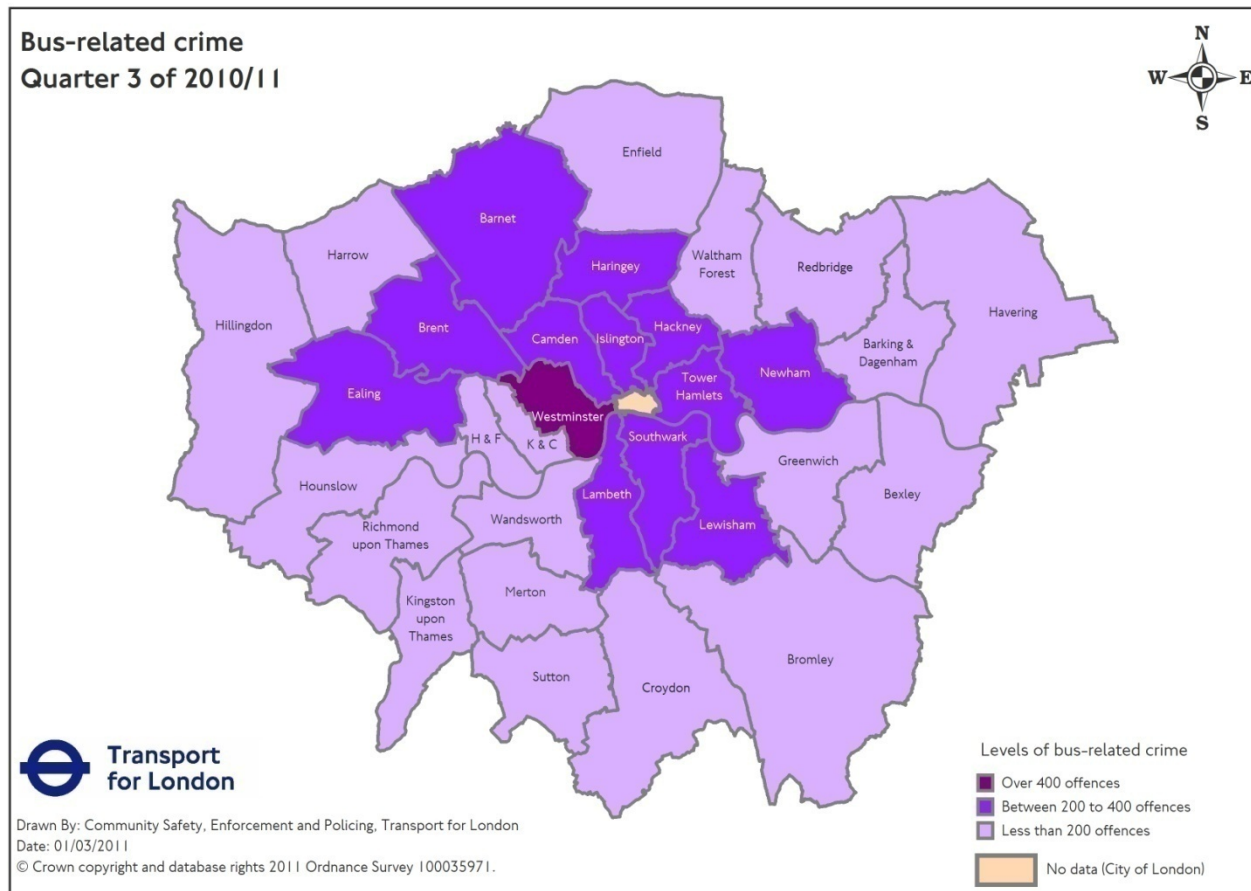 Bus-related crime
Quarter 3 of 2010/11
N
W
E
S
Enfield
Barnet
Harrow
Haringey
Waltham
Forest
Redbridge
Havering
Hillingdon
Brent
Camden
Islington
Hackney
Barking &
Dagenham
Ealing
Tower
Hamlets
Newham
Westminster
H & F
K & C
Southwark
Greenwich
Hounslow
Lambeth
Bexley
Richmond
upon Thames
Wandsworth
Lewisham
Kingston
upon
Thames
Merton
Bromley
Sutton
Croydon
Transport
for London
Drawn By: Community Safety, Enforcement and Policing, Transport for London
Date: 01/03/2011
© Crown copyright and database rights 2011 Ordnance Survey 100035971.
Levels of bus-related crime
Over 400 offences
Between 200 to 400 offences
Less than 200 offences
No data (City of London)